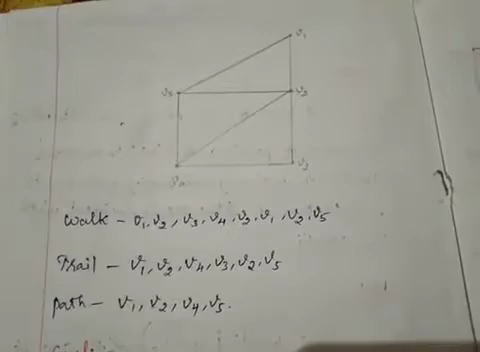 v₁
v₅ v₂
v₄ v₃
Walk – v₁, v₂, v₃, v₄, v₂, v₁, v₂, v₅
Trail – v₁, v₂, v₄, v₃, v₂, v₅
Path – v₁, v₂, v₄, v₅.